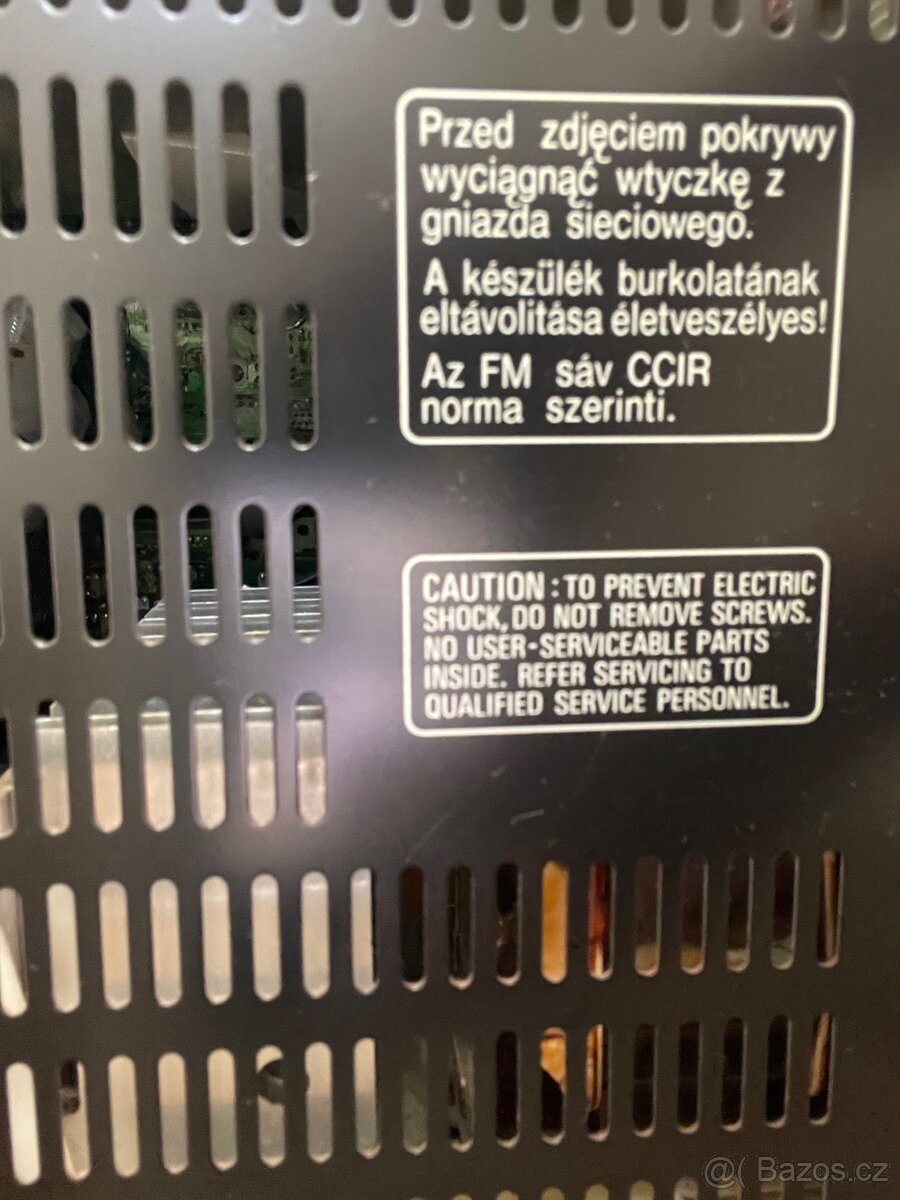 Przed zdjęciem pokrywy
wyciągnąć wtyczkę z
gniazda sieciowego.
A készülék burkolatának
eltávolitása életveszélyes!
Az FM sáv CCIR
norma szerinti.
CAUTION : TO PREVENT ELECTRIC
SHOCK, DO NOT REMOVE SCREWS.
NO USER-SERVICEABLE PARTS
INSIDE. REFER SERVICING TO
QUALIFIED SERVICE PERSONNEL.
@( Bazos.cz